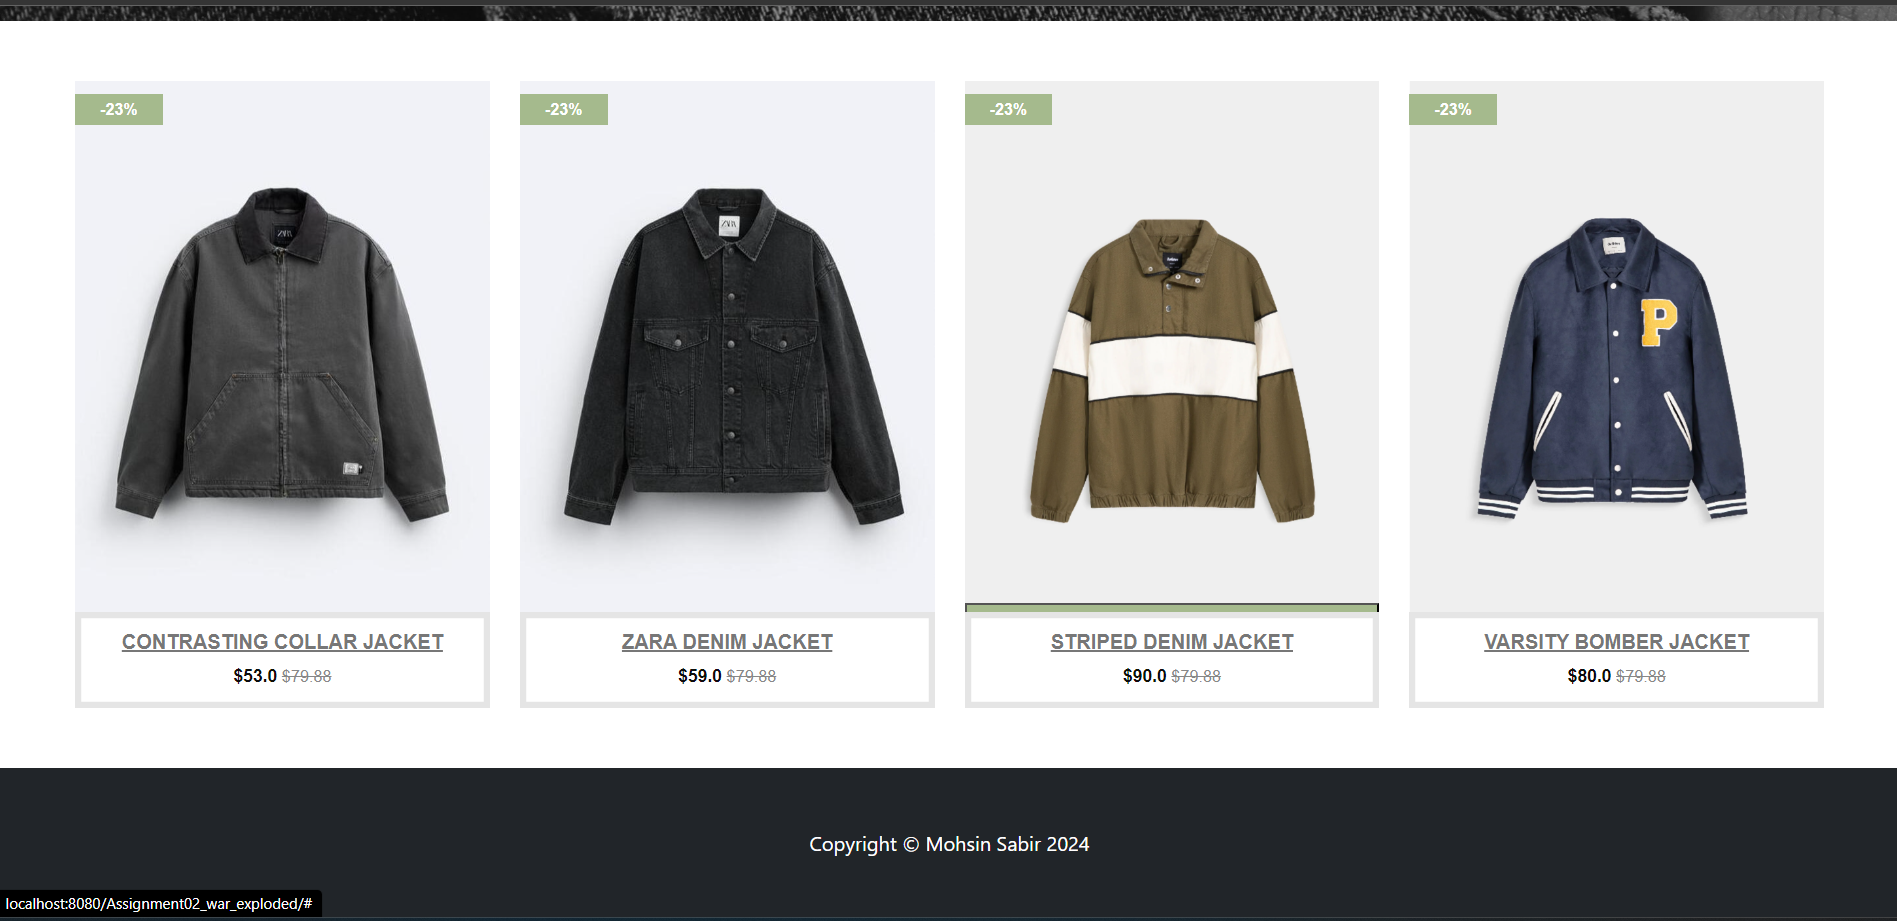 -23%
-23%
-23%
-23%
ZARA
P
CONTRASTING COLLAR JACKET
ZARA DENIM JACKET
STRIPED DENIM JACKET
VARSITY BOMBER JACKET
$53.0 $79.88
$59.0 $79.88
$90.0 $79.88
$80.0 $79.88
Copyright © Mohsin Sabir 2024
localhost:8080/Assignment02_war_exploded/#